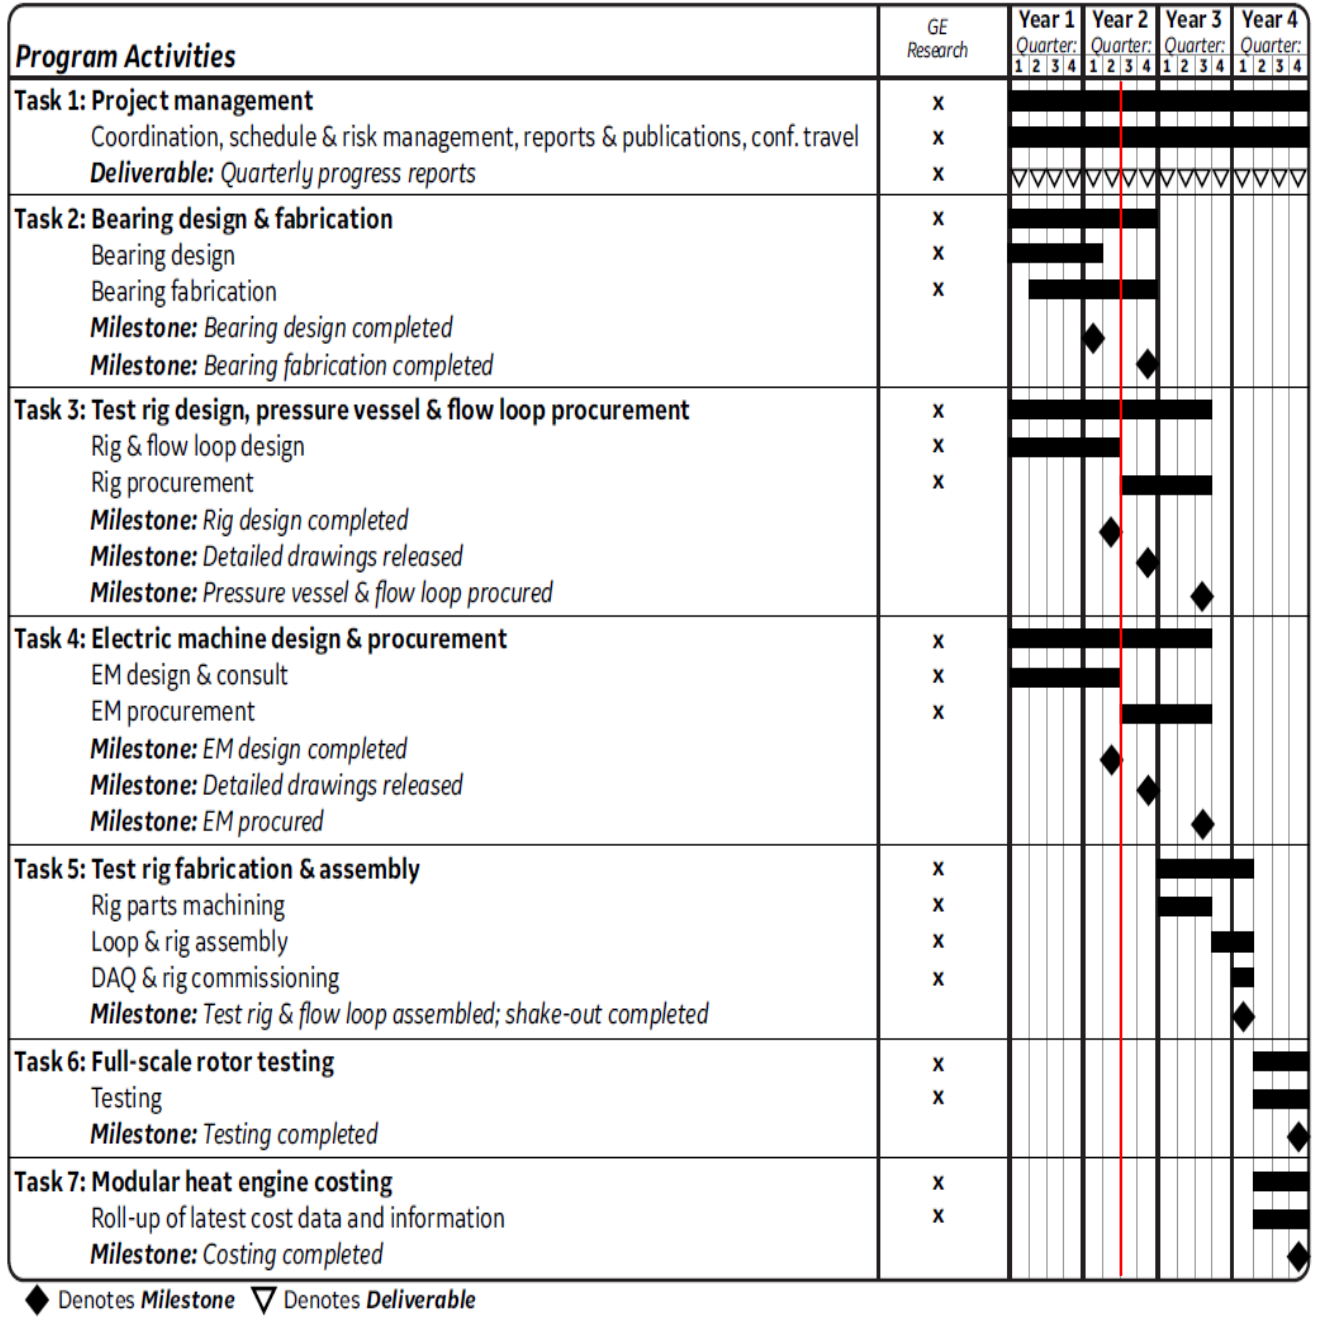 GE
Research
Year 1 Year 2 Year 3 Year 4
Quarter: Quarter: Quarter: Quarter:
Program Activities
1 2 3 4 1 2 3 4 1 2 3 4 1 2 3 4
Task 1: Project management x
Coordination, schedule & risk management, reports & publications, conf. travel x
Deliverable: Quarterly progress reports x
Task 2: Bearing design & fabrication x
Bearing design x
Bearing fabrication x
Milestone: Bearing design completed
Milestone: Bearing fabrication completed
Task 3: Test rig design, pressure vessel & flow loop procurement x
Rig & flow loop design x
Rig procurement x
Milestone: Rig design completed
Milestone: Detailed drawings released
Milestone: Pressure vessel & flow loop procured
Task 4: Electric machine design & procurement x
EM design & consult x
EM procurement x
Milestone: EM design completed
Milestone: Detailed drawings released
Milestone: EM procured
Task 5: Test rig fabrication & assembly x
Rig parts machining x
Loop & rig assembly x
DAQ & rig commissioning x
Milestone: Test rig & flow loop assembled; shake-out completed
Task 6: Full-scale rotor testing x
Testing x
Milestone: Testing completed
Task 7: Modular heat engine costing x
Roll-up of latest cost data and information x
Milestone: Costing completed
Denotes Milestone Denotes Deliverable